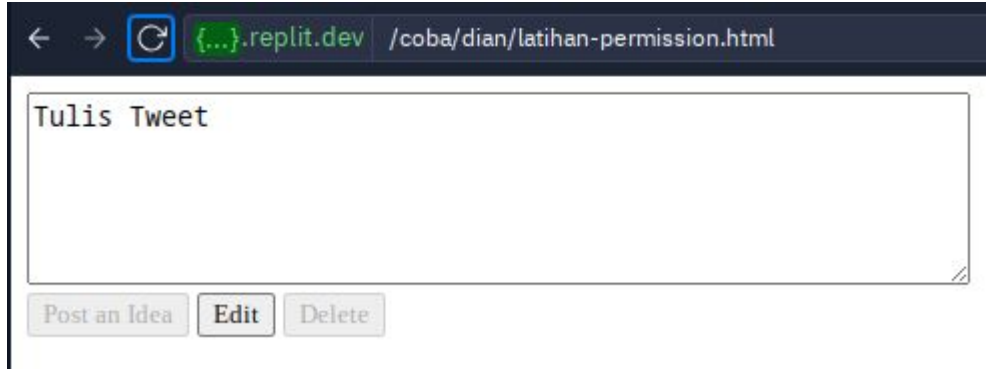 {...}.replit.dev /coba/dian/latihan-permission.html
Tulis Tweet
Post an Idea Edit Delete